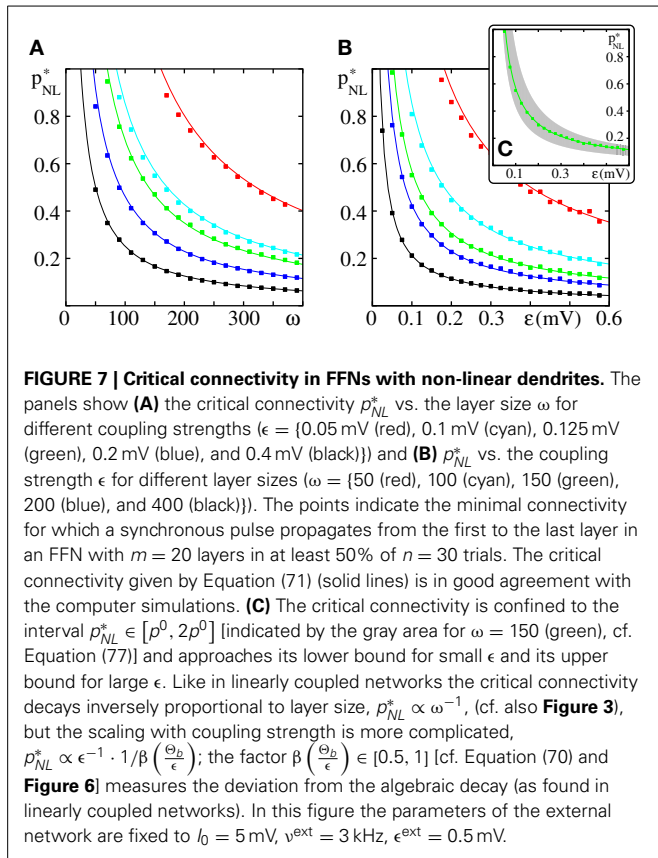 A
p*NL
0.8
0.6
0.4
0.2
0 100 300 ω
B
p*NL
0.8
0.6
0.4
0.2
0 0.1 0.3 ε(mV) 0.6
C
p*NL
0.8
0.6
0.4
0.2
0.1 0.3 ε(mV)
FIGURE 7 | Critical connectivity in FFNs with non-linear dendrites. The
panels show (A) the critical connectivity p*NL vs. the layer size ω for
different coupling strengths (ϵ = {0.05 mV (red), 0.1 mV (cyan), 0.125 mV
(green), 0.2 mV (blue), and 0.4 mV (black)}) and (B) p*NL vs. the coupling
strength ϵ for different layer sizes (ω = {50 (red), 100 (cyan), 150 (green),
200 (blue), and 400 (black)}). The points indicate the minimal connectivity
for which a synchronous pulse propagates from the first to the last layer in
an FFN with m = 20 layers in at least 50% of n = 30 trials. The critical
connectivity given by Equation (71) (solid lines) is in good agreement with
the computer simulations. (C) The critical connectivity is confined to the
interval p*NL ∈ [p⁰, 2p⁰] [indicated by the gray area for ω = 150 (green), cf.
Equation (77)] and approaches its lower bound for small ϵ and its upper
bound for large ϵ. Like in linearly coupled networks the critical connectivity
decays inversely proportional to layer size, p*NL ∝ ω⁻¹, (cf. also Figure 3),
but the scaling with coupling strength is more complicated,
p*NL ∝ ϵ⁻¹ · 1/β (Θb/ϵ); the factor β (Θb/ϵ) ∈ [0.5, 1] [cf. Equation (70) and
Figure 6] measures the deviation from the algebraic decay (as found in
linearly coupled networks). In this figure the parameters of the external
network are fixed to I0 = 5 mV, νext = 3 kHz, ϵext = 0.5 mV.